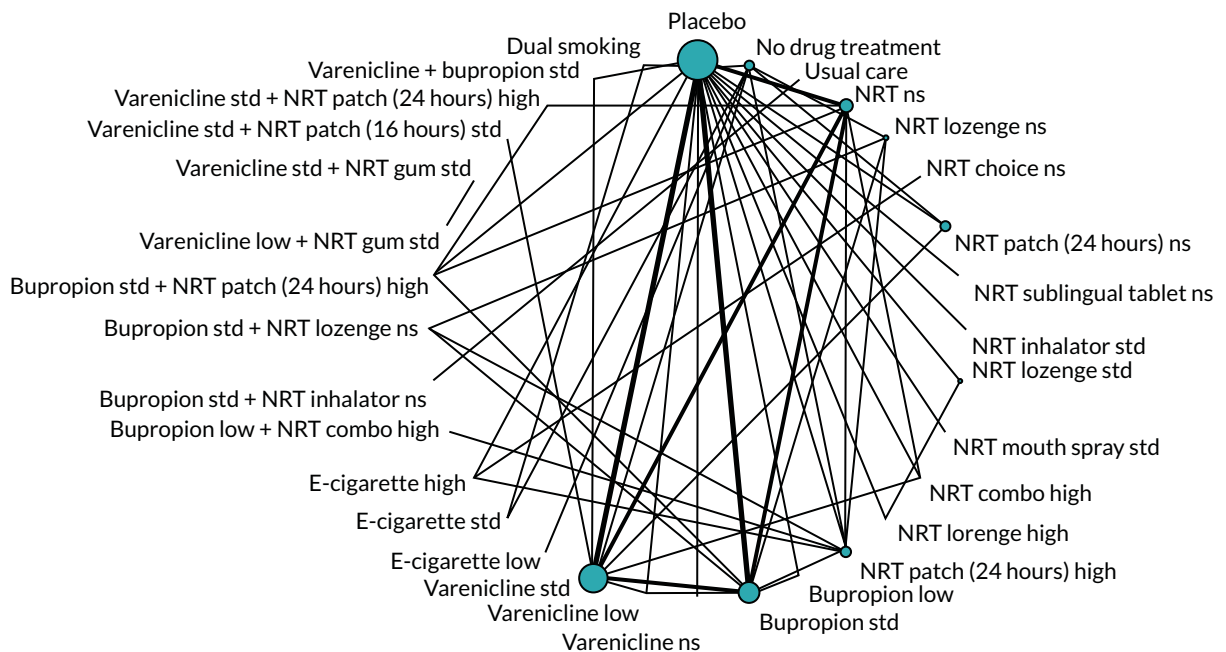 Placebo
No drug treatment
Usual care
NRT ns
NRT lozenge ns
NRT choice ns
NRT patch (24 hours) ns
NRT sublingual tablet ns
NRT inhalator std
NRT lozenge std
NRT mouth spray std
NRT combo high
NRT lorenge high
NRT patch (24 hours) high
Bupropion low
Bupropion std
Varenicline ns
Varenicline low
Varenicline std
E-cigarette low
E-cigarette std
E-cigarette high
Bupropion low + NRT combo high
Bupropion std + NRT inhalator ns
Bupropion std + NRT lozenge ns
Bupropion std + NRT patch (24 hours) high
Varenicline low + NRT gum std
Varenicline std + NRT gum std
Varenicline std + NRT patch (16 hours) std
Varenicline std + NRT patch (24 hours) high
Varenicline + bupropion std
Dual smoking